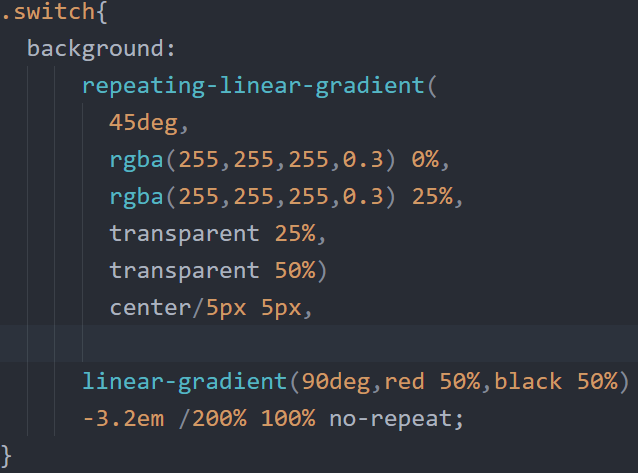 .switch{
background:
repeating-linear-gradient(
45deg,
rgba(255,255,255,0.3) 0%,
rgba(255,255,255,0.3) 25%,
transparent 25%,
transparent 50%)
center/5px 5px,
linear-gradient(90deg,red 50%,black 50%)
-3.2em /200% 100% no-repeat;
}